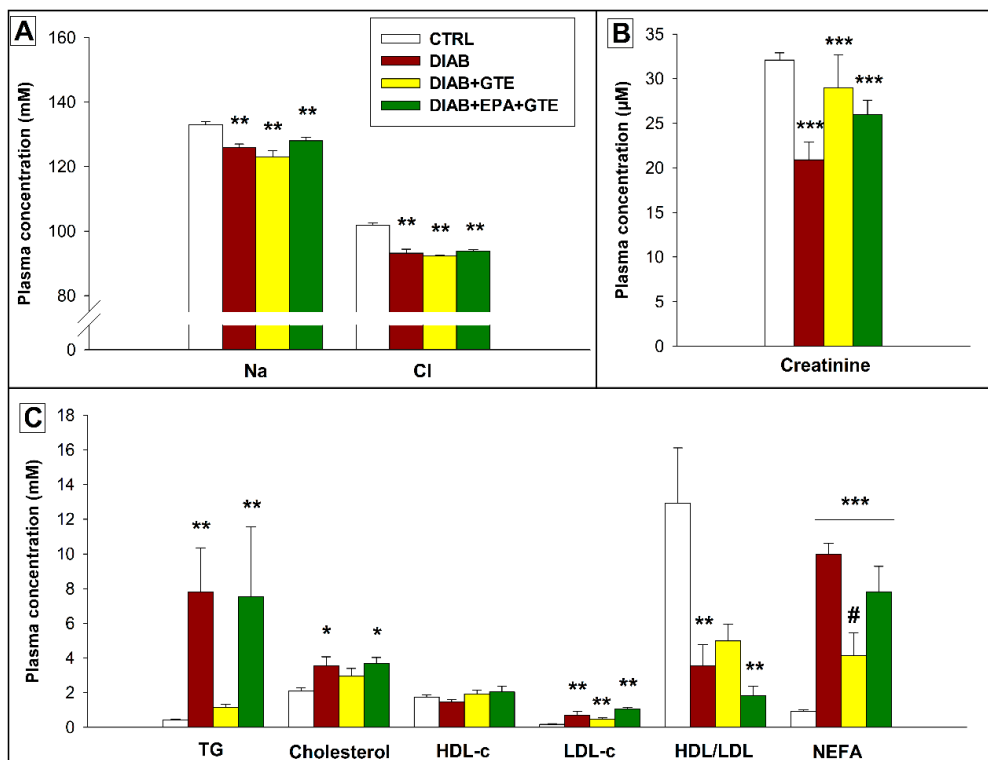 A
Plasma concentration (mM)
160
140
120
100
80
0
CTRL
DIAB
DIAB+GTE
DIAB+EPA+GTE
** ** **
** ** **
Na Cl
B
Plasma concentration (µM)
35
30
25
20
15
10
5
0
***
***
***
Creatinine
C
Plasma concentration (mM)
18
16
14
12
10
8
6
4
2
0
** **
* *
** ** **
** **
***
#
TG Cholesterol HDL-c LDL-c HDL/LDL NEFA